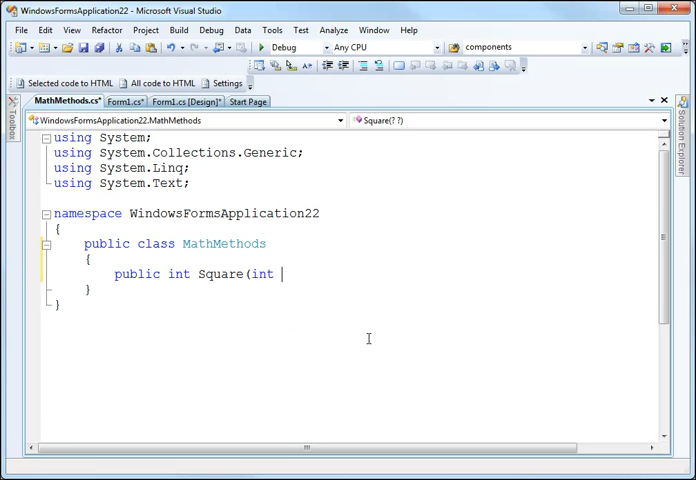 WindowsFormsApplication22 - Microsoft Visual Studio
File Edit View Refactor Project Build Debug Data Tools Test Analyze Window Help
Debug Any CPU components
Selected code to HTML All code to HTML Settings
MathMethods.cs* Form1.cs* Form1.cs [Design]* Start Page
WindowsFormsApplication22.MathMethods Square(? ?)
using System;
using System.Collections.Generic;
using System.Linq;
using System.Text;
namespace WindowsFormsApplication22
{
public class MathMethods
{
public int Square(int
}
}
Toolbox
Solution Explorer